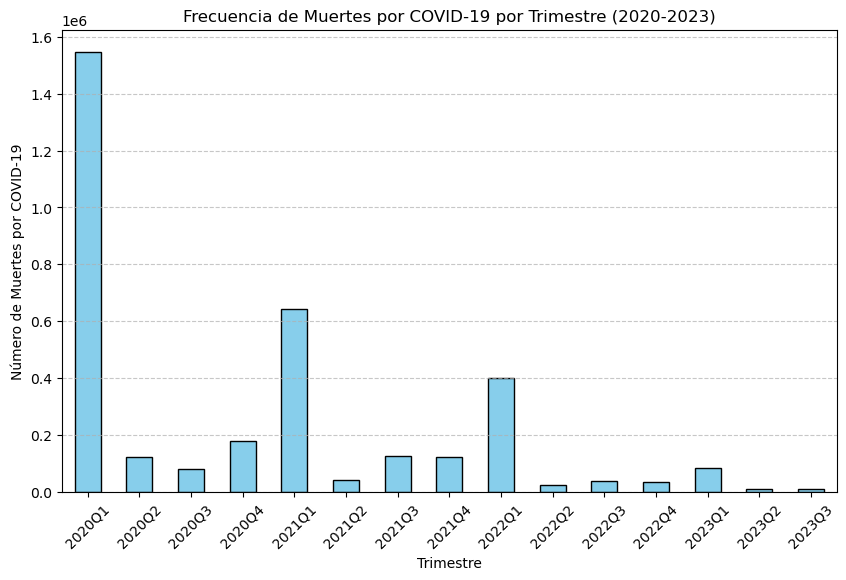 Frecuencia de Muertes por COVID-19 por Trimestre (2020-2023)
1e6
1.6
1.4
1.2
1.0
0.8
0.6
0.4
0.2
0.0
Número de Muertes por COVID-19
2020Q1
2020Q2
2020Q3
2020Q4
2021Q1
2021Q2
2021Q3
2021Q4
2022Q1
2022Q2
2022Q3
2022Q4
2023Q1
2023Q2
2023Q3
Trimestre